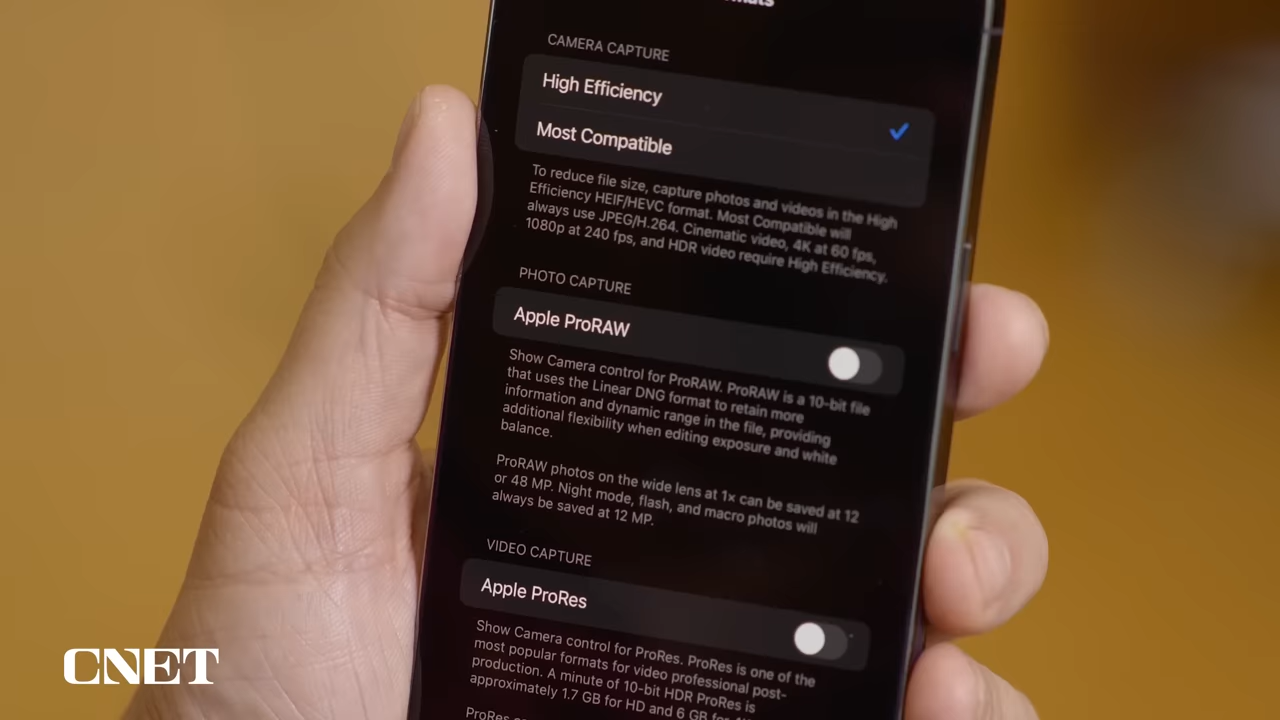 CAMERA CAPTURE
High Efficiency
Most Compatible
To reduce file size, capture photos and videos in the High
Efficiency HEIF/HEVC format. Most Compatible will
always use JPEG/H.264. Cinematic video, 4K at 60 fps,
1080p at 240 fps, and HDR video require High Efficiency.
PHOTO CAPTURE
Apple ProRAW
Show Camera control for ProRAW. ProRAW is a 10-bit file
that uses the Linear DNG format to retain more
information and dynamic range in the file, providing
additional flexibility when editing exposure and white
balance.
ProRAW photos on the wide lens at 1× can be saved at 12
or 48 MP. Night mode, flash, and macro photos will
always be saved at 12 MP.
VIDEO CAPTURE
Apple ProRes
Show Camera control for ProRes. ProRes is one of the
most popular formats for video professional post-
production. A minute of 10-bit HDR ProRes is
approximately 1.7 GB for HD and 6 GB for
ProRes
CNET